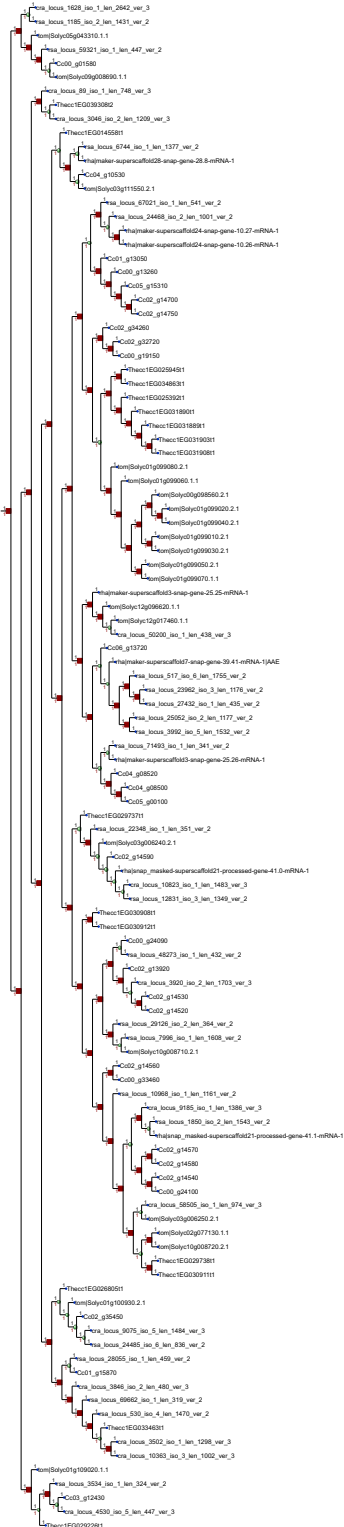 cra_locus_1628_iso_1_len_2642_ver_3
rsa_locus_1185_iso_2_len_1431_ver_2
tom|Solyc05g043310.1.1
rsa_locus_59321_iso_1_len_447_ver_2
Cc00_g01580
tom|Solyc09g008690.1.1
cra_locus_89_iso_1_len_748_ver_3
Thecc1EG039308t2
cra_locus_3046_iso_2_len_1209_ver_3
Thecc1EG014558t1
rsa_locus_6744_iso_1_len_1377_ver_2
rha|maker-superscaffold28-snap-gene-28.8-mRNA-1
Cc04_g10530
tom|Solyc03g111550.2.1
rsa_locus_67021_iso_1_len_541_ver_2
rsa_locus_24468_iso_2_len_1001_ver_2
rha|maker-superscaffold24-snap-gene-10.27-mRNA-1
rha|maker-superscaffold24-snap-gene-10.26-mRNA-1
Cc01_g13050
Cc00_g13260
Cc05_g15310
Cc02_g14700
Cc02_g14750
Cc02_g34260
Cc02_g32720
Cc00_g19150
Thecc1EG025945t1
Thecc1EG034863t1
Thecc1EG025392t1
Thecc1EG031890t1
Thecc1EG031889t1
Thecc1EG031903t1
Thecc1EG031908t1
tom|Solyc01g099080.2.1
tom|Solyc01g099060.1.1
tom|Solyc00g098560.2.1
tom|Solyc01g099020.2.1
tom|Solyc01g099040.2.1
tom|Solyc01g099010.2.1
tom|Solyc01g099030.2.1
tom|Solyc01g099050.2.1
tom|Solyc01g099070.1.1
rha|maker-superscaffold3-snap-gene-25.25-mRNA-1
tom|Solyc12g096620.1.1
tom|Solyc12g017460.1.1
cra_locus_50200_iso_1_len_438_ver_3
Cc06_g13720
rha|maker-superscaffold7-snap-gene-39.41-mRNA-1|AAE
rsa_locus_517_iso_6_len_1755_ver_2
rsa_locus_23962_iso_3_len_1176_ver_2
rsa_locus_27432_iso_1_len_435_ver_2
rsa_locus_25052_iso_2_len_1177_ver_2
rsa_locus_3992_iso_5_len_1532_ver_2
rsa_locus_71493_iso_1_len_341_ver_2
rha|maker-superscaffold3-snap-gene-25.26-mRNA-1
Cc04_g08520
Cc04_g08500
Cc05_g00100
Thecc1EG029737t1
rsa_locus_22348_iso_1_len_351_ver_2
tom|Solyc03g006240.2.1
Cc02_g14590
rha|snap_masked-superscaffold21-processed-gene-41.0-mRNA-1
cra_locus_10823_iso_1_len_1483_ver_3
rsa_locus_12831_iso_3_len_1349_ver_2
Thecc1EG030908t1
Thecc1EG030912t1
Cc00_g24090
rsa_locus_48273_iso_1_len_432_ver_2
Cc02_g13920
cra_locus_3920_iso_2_len_1703_ver_3
Cc02_g14530
Cc02_g14520
rsa_locus_29126_iso_2_len_364_ver_2
rsa_locus_7996_iso_1_len_1608_ver_2
tom|Solyc10g008710.2.1
Cc02_g14560
Cc00_g33460
rsa_locus_10968_iso_1_len_1161_ver_2
cra_locus_9185_iso_1_len_1386_ver_3
rsa_locus_1850_iso_2_len_1543_ver_2
rha|snap_masked-superscaffold21-processed-gene-41.1-mRNA-1
Cc02_g14570
Cc02_g14580
Cc02_g14540
Cc00_g24100
cra_locus_58505_iso_1_len_974_ver_3
tom|Solyc03g006250.2.1
tom|Solyc02g077130.1.1
tom|Solyc10g008720.2.1
Thecc1EG029738t1
Thecc1EG030911t1
Thecc1EG026805t1
tom|Solyc01g100930.2.1
Cc02_g35450
cra_locus_9075_iso_5_len_1484_ver_3
rsa_locus_24485_iso_6_len_836_ver_2
rsa_locus_28055_iso_1_len_459_ver_2
Cc01_g15870
cra_locus_3846_iso_2_len_480_ver_3
rsa_locus_69662_iso_1_len_319_ver_2
rsa_locus_530_iso_4_len_1470_ver_2
Thecc1EG033463t1
cra_locus_3502_iso_1_len_1298_ver_3
cra_locus_10363_iso_3_len_1002_ver_3
tom|Solyc01g109020.1.1
rsa_locus_3534_iso_1_len_324_ver_2
Cc03_g12430
cra_locus_4530_iso_5_len_447_ver_3
Thecc1EG029228t1